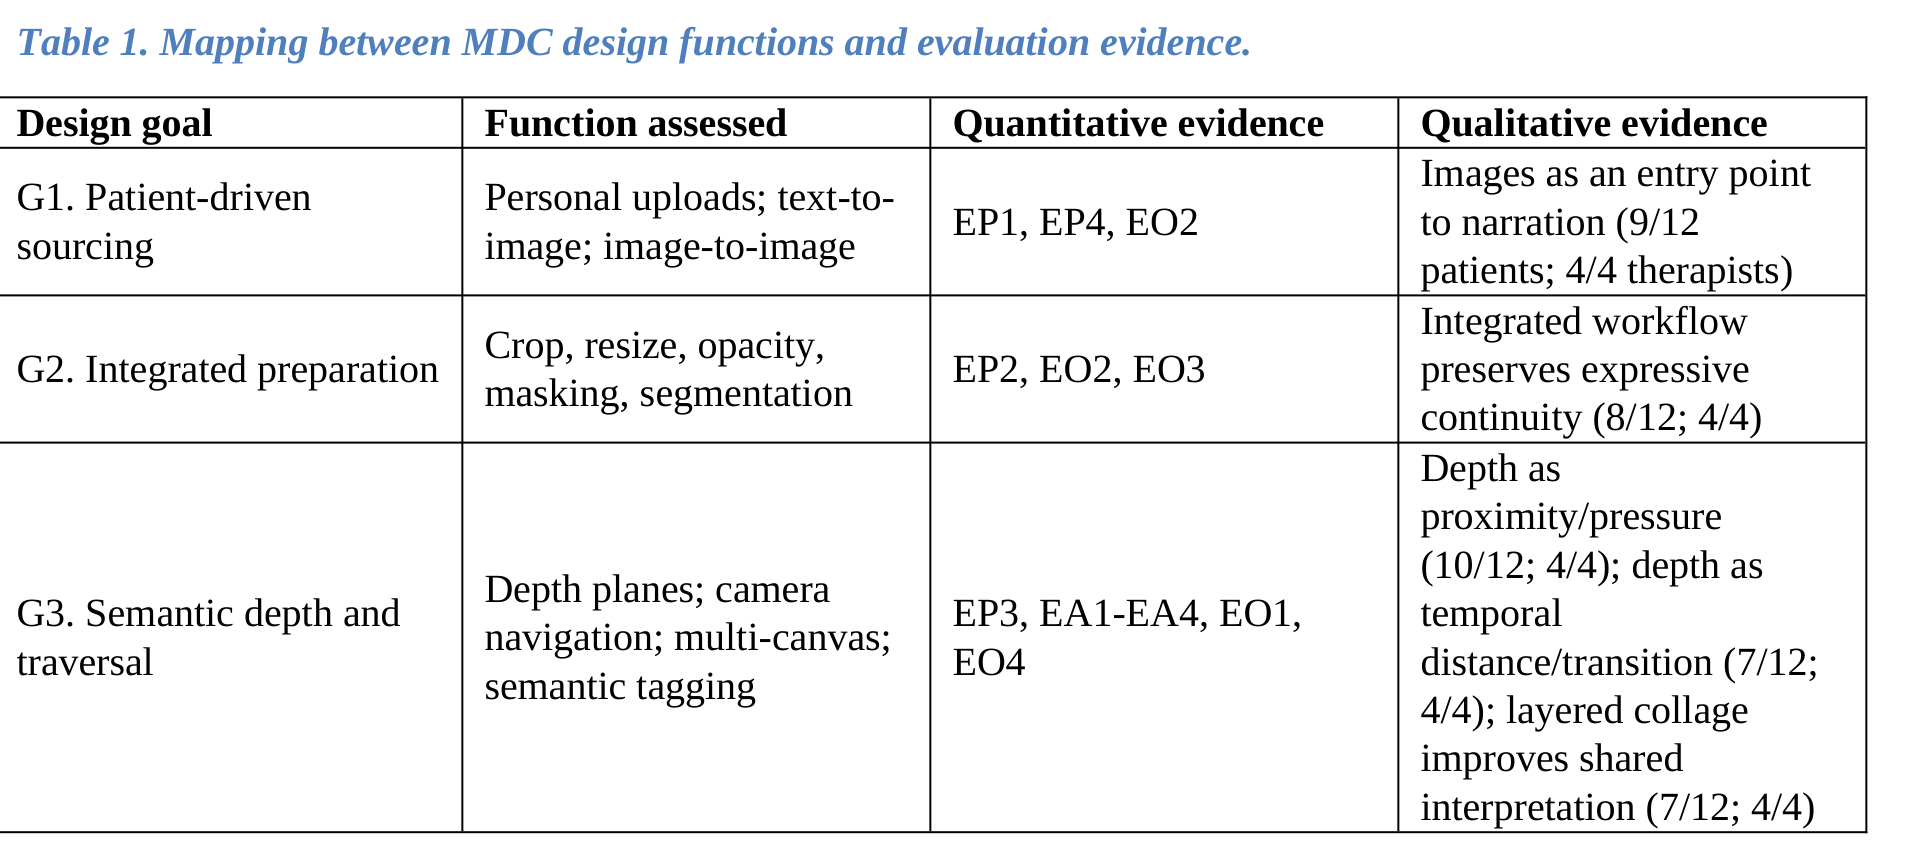 Table 1. Mapping between MDC design functions and evaluation evidence.
Design goal
Function assessed
Quantitative evidence
Qualitative evidence
G1. Patient-driven
sourcing
Personal uploads; text-to-
image; image-to-image
EP1, EP4, EO2
Images as an entry point
to narration (9/12
patients; 4/4 therapists)
G2. Integrated preparation
Crop, resize, opacity,
masking, segmentation
EP2, EO2, EO3
Integrated workflow
preserves expressive
continuity (8/12; 4/4)
G3. Semantic depth and
traversal
Depth planes; camera
navigation; multi-canvas;
semantic tagging
EP3, EA1-EA4, EO1,
EO4
Depth as
proximity/pressure
(10/12; 4/4); depth as
temporal
distance/transition (7/12;
4/4); layered collage
improves shared
interpretation (7/12; 4/4)